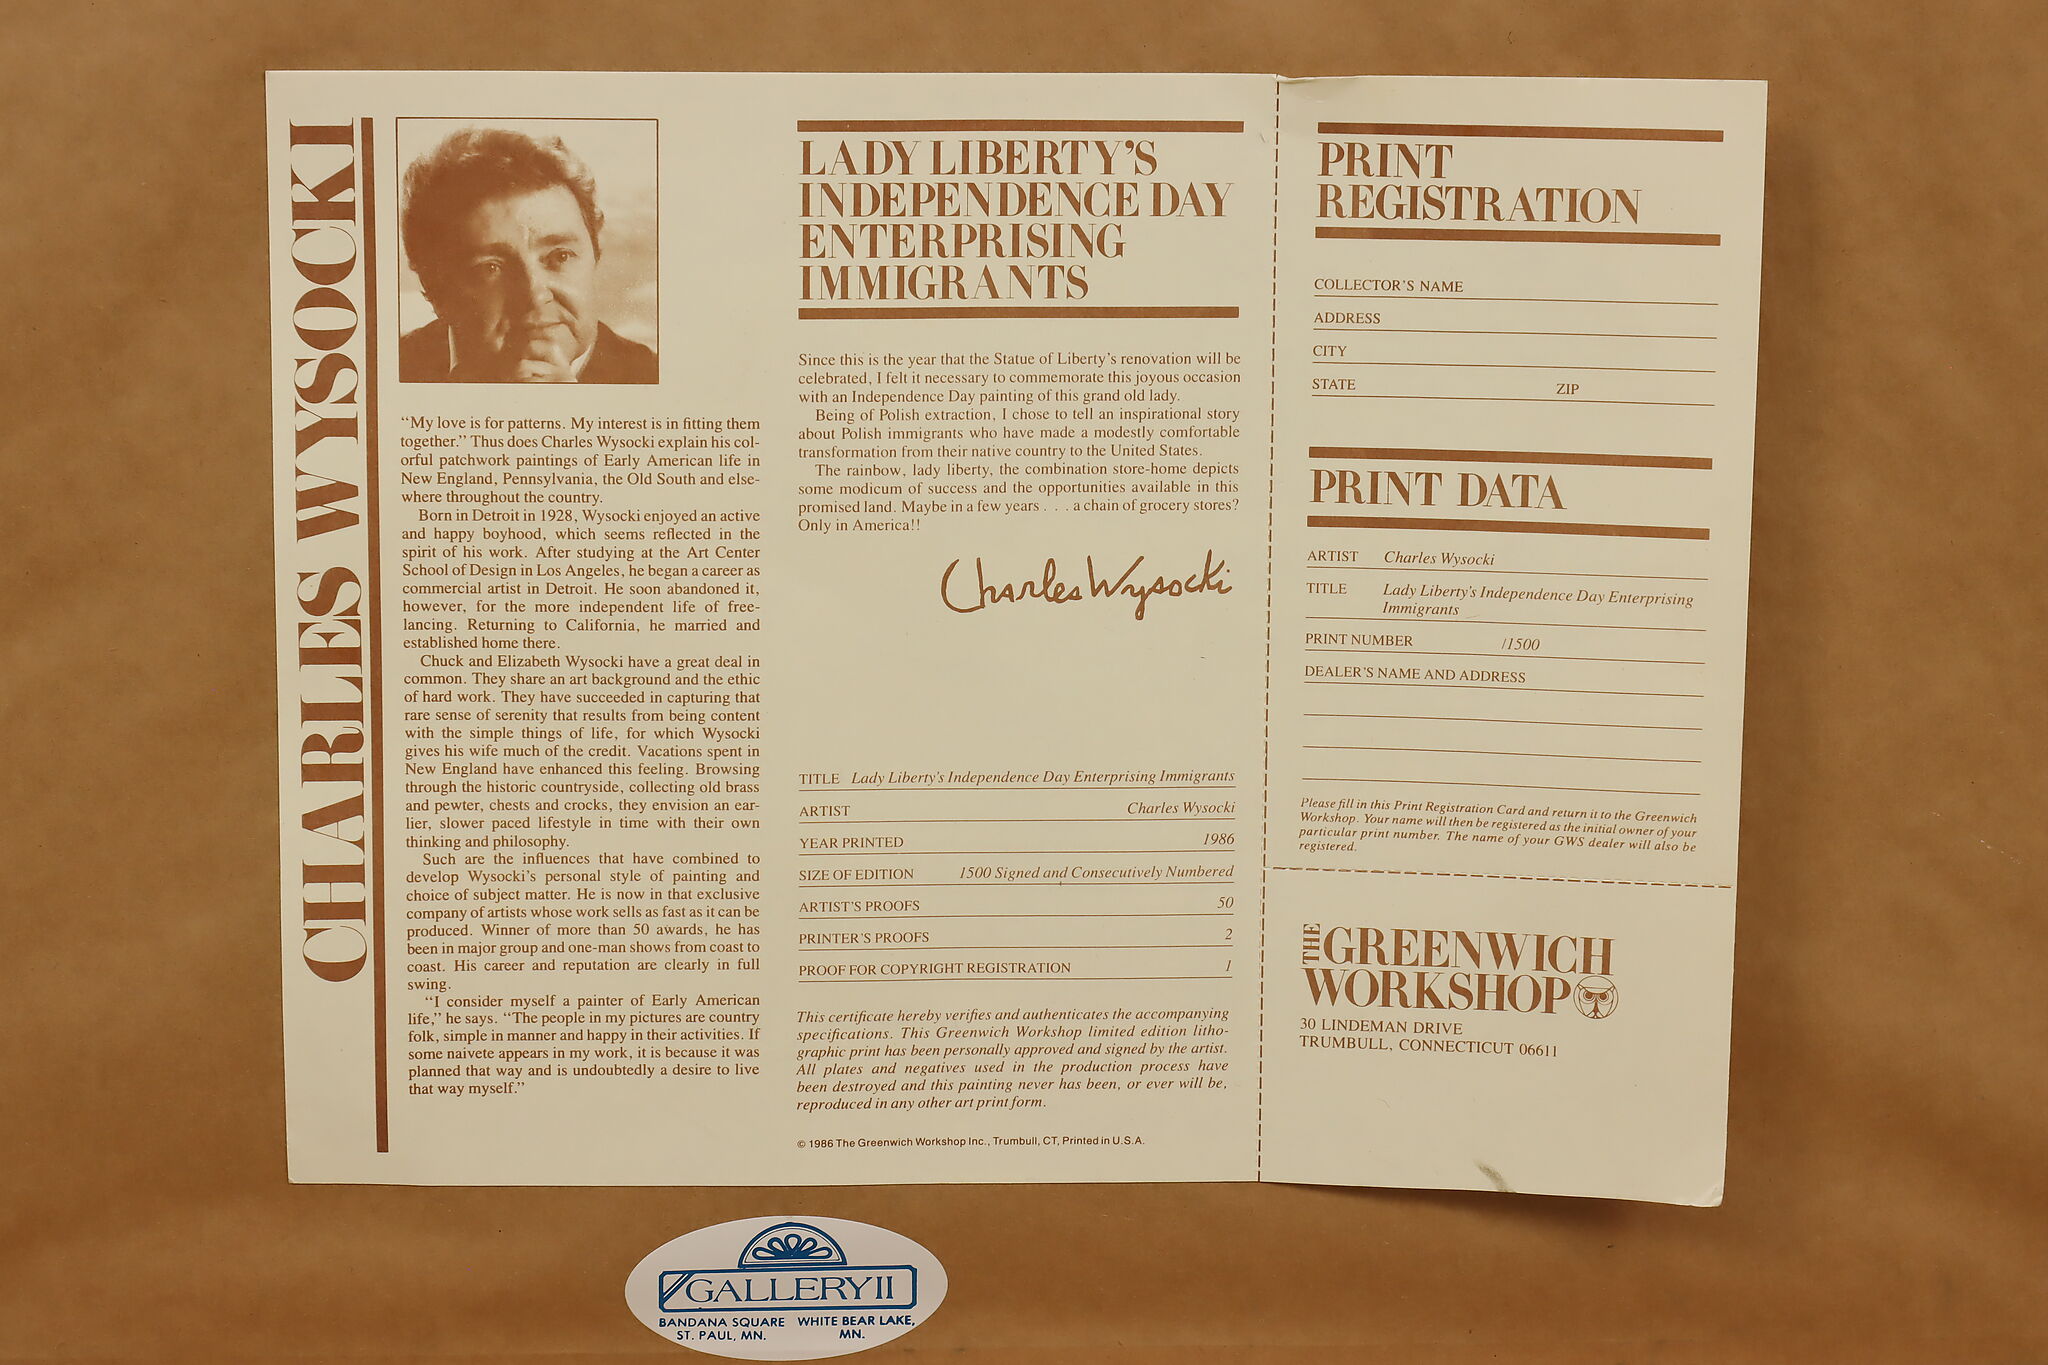 CHARLES WYSOCKI
"My love is for patterns. My interest is in fitting them
together." Thus does Charles Wysocki explain his col-
orful patchwork paintings of Early American life in
New England, Pennsylvania, the Old South and else-
where throughout the country.
Born in Detroit in 1928, Wysocki enjoyed an active
and happy boyhood, which seems reflected in the
spirit of his work. After studying at the Art Center
School of Design in Los Angeles, he began a career as
commercial artist in Detroit. He soon abandoned it,
however, for the more independent life of free-
lancing. Returning to California, he married and
established home there.
Chuck and Elizabeth Wysocki have a great deal in
common. They share an art background and the ethic
of hard work. They have succeeded in capturing that
rare sense of serenity that results from being content
with the simple things of life, for which Wysocki
gives his wife much of the credit. Vacations spent in
New England have enhanced this feeling. Browsing
through the historic countryside, collecting old brass
and pewter, chests and crocks, they envision an ear-
lier, slower paced lifestyle in time with their own
thinking and philosophy.
Such are the influences that have combined to
develop Wysocki's personal style of painting and
choice of subject matter. He is now in that exclusive
company of artists whose work sells as fast as it can be
produced. Winner of more than 50 awards, he has
been in major group and one-man shows from coast to
coast. His career and reputation are clearly in full
swing.
"I consider myself a painter of Early American
life," he says. "The people in my pictures are country
folk, simple in manner and happy in their activities. If
some naivete appears in my work, it is because it was
planned that way and is undoubtedly a desire to live
that way myself."
LADY LIBERTY'S
INDEPENDENCE DAY
ENTERPRISING
IMMIGRANTS
Since this is the year that the Statue of Liberty's renovation will be
celebrated, I felt it necessary to commemorate this joyous occasion
with an Independence Day painting of this grand old lady.
Being of Polish extraction, I chose to tell an inspirational story
about Polish immigrants who have made a modestly comfortable
transformation from their native country to the United States.
The rainbow, lady liberty, the combination store-home depicts
some modicum of success and the opportunities available in this
promised land. Maybe in a few years . . . a chain of grocery stores?
Only in America!!
Charles Wysocki
TITLE Lady Liberty's Independence Day Enterprising Immigrants
ARTIST Charles Wysocki
YEAR PRINTED 1986
SIZE OF EDITION 1500 Signed and Consecutively Numbered
ARTIST'S PROOFS 50
PRINTER'S PROOFS 2
PROOF FOR COPYRIGHT REGISTRATION 1
This certificate hereby verifies and authenticates the accompanying
specifications. This Greenwich Workshop limited edition litho-
graphic print has been personally approved and signed by the artist.
All plates and negatives used in the production process have
been destroyed and this painting never has been, or ever will be,
reproduced in any other art print form.
© 1986 The Greenwich Workshop Inc., Trumbull, CT, Printed in U.S.A.
PRINT
REGISTRATION
COLLECTOR'S NAME
ADDRESS
CITY
STATE ZIP
PRINT DATA
ARTIST Charles Wysocki
TITLE Lady Liberty's Independence Day Enterprising
Immigrants
PRINT NUMBER /1500
DEALER'S NAME AND ADDRESS
Please fill in this Print Registration Card and return it to the Greenwich
Workshop. Your name will then be registered as the initial owner of your
particular print number. The name of your GWS dealer will also be
registered.
THE GREENWICH
WORKSHOP
30 LINDEMAN DRIVE
TRUMBULL, CONNECTICUT 06611
GALLERY II
BANDANA SQUARE WHITE BEAR LAKE,
ST. PAUL, MN. MN.